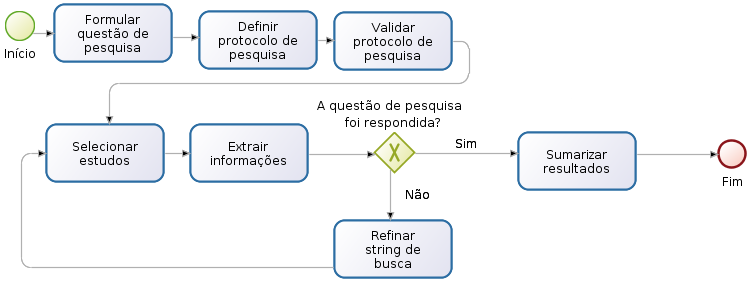 Início
Formular
questão de
pesquisa
Definir
protocolo de
pesquisa
Validar
protocolo de
pesquisa
Selecionar
estudos
Extrair
informações
A questão de pesquisa
foi respondida?
Sim
Não
Sumarizar
resultados
Fim
Refinar
string de
busca